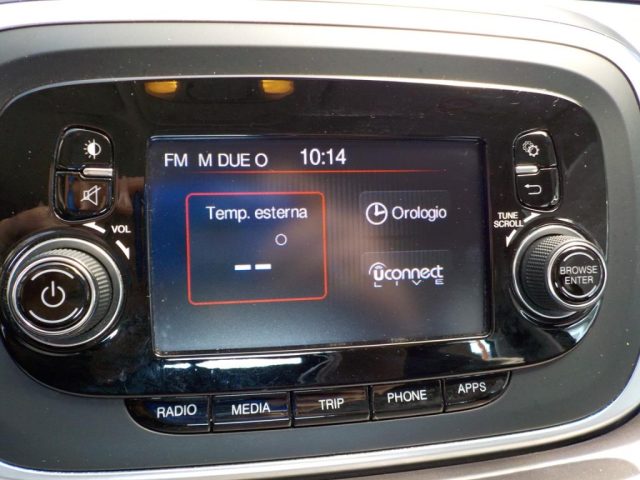 FM M DUE O 10:14
Temp. esterna
°
--
Orologio
uconnect
LIVE
VOL
TUNE
SCROLL
BROWSE
ENTER
RADIO MEDIA TRIP PHONE APPS